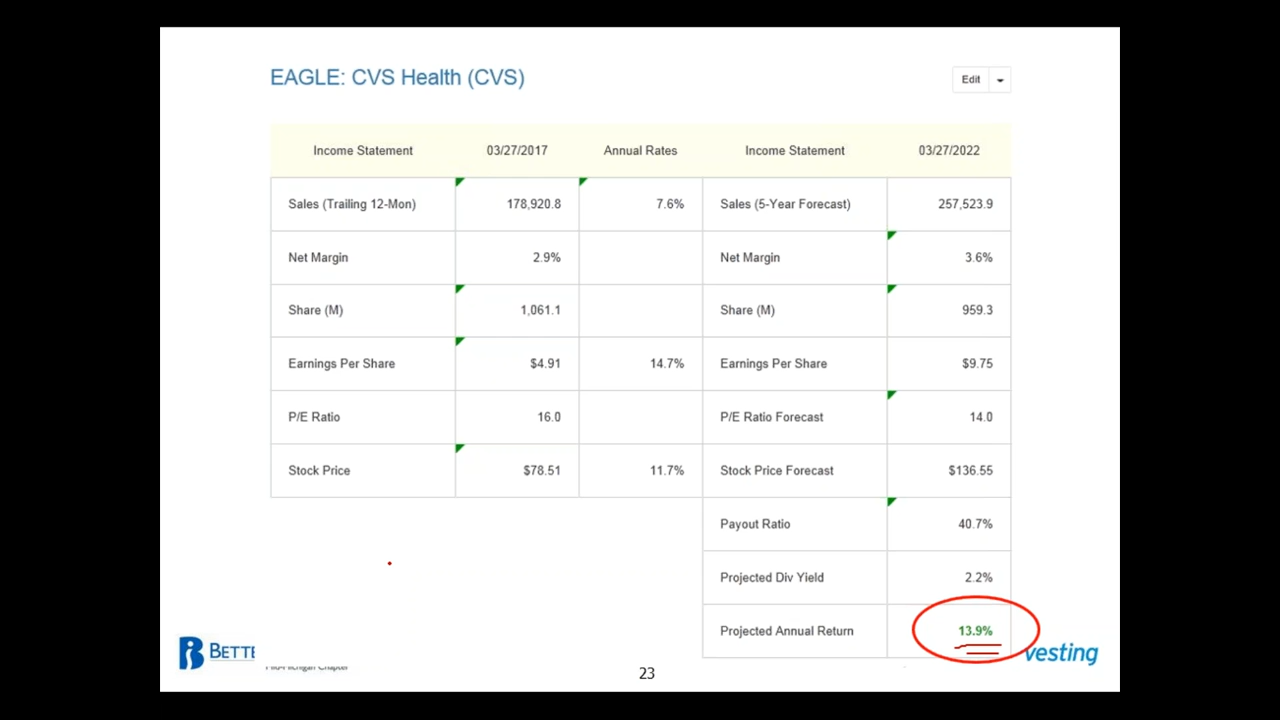 EAGLE: CVS Health (CVS)
Edit
Income Statement 03/27/2017 Annual Rates Income Statement 03/27/2022
Sales (Trailing 12-Mon) 178,920.8 7.6% Sales (5-Year Forecast) 257,523.9
Net Margin 2.9% Net Margin 3.6%
Share (M) 1,061.1 Share (M) 959.3
Earnings Per Share $4.91 14.7% Earnings Per Share $9.75
P/E Ratio 16.0 P/E Ratio Forecast 14.0
Stock Price $78.51 11.7% Stock Price Forecast $136.55
Payout Ratio 40.7%
Projected Div Yield 2.2%
Projected Annual Return 13.9%
BETTE vesting
Mid-Michigan Chapter
23